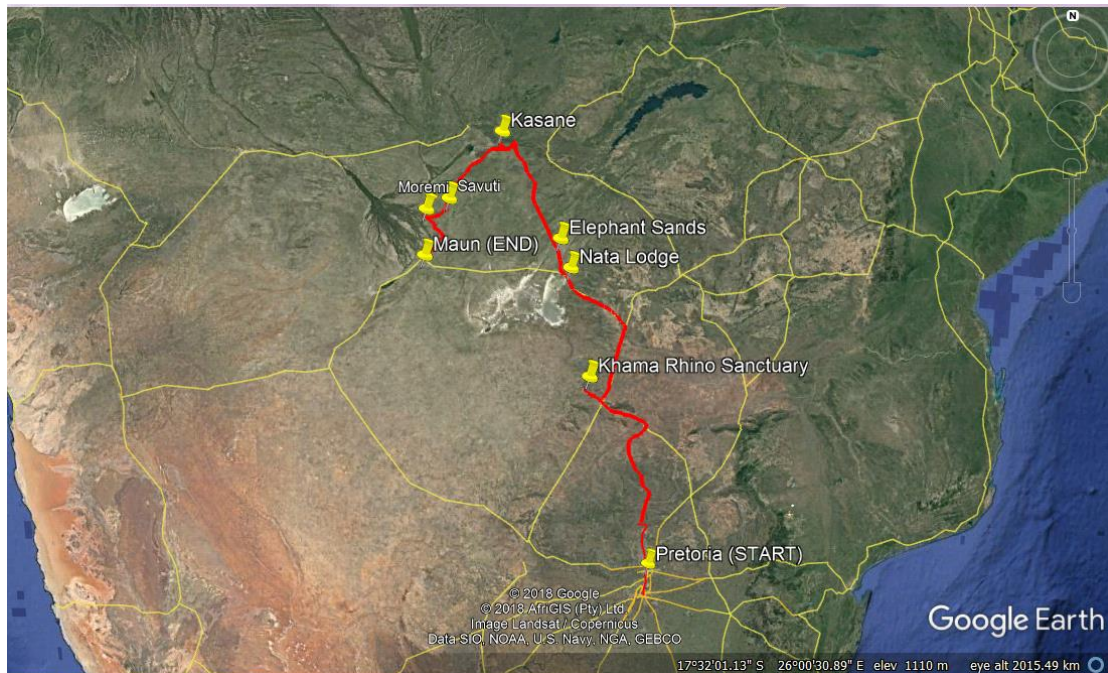 N
Kasane
Moremi
Savuti
Elephant Sands
Maun (END)
Nata Lodge
Khama Rhino Sanctuary
Pretoria (START)
© 2018 Google
© 2018 AfriGIS (Pty) Ltd
Image Landsat / Copernicus
Data SIO, NOAA, U.S. Navy, NGA, GEBCO
Google Earth
17°32'01.13" S 26°00'30.89" E elev 1110 m eye alt 2015.49 km